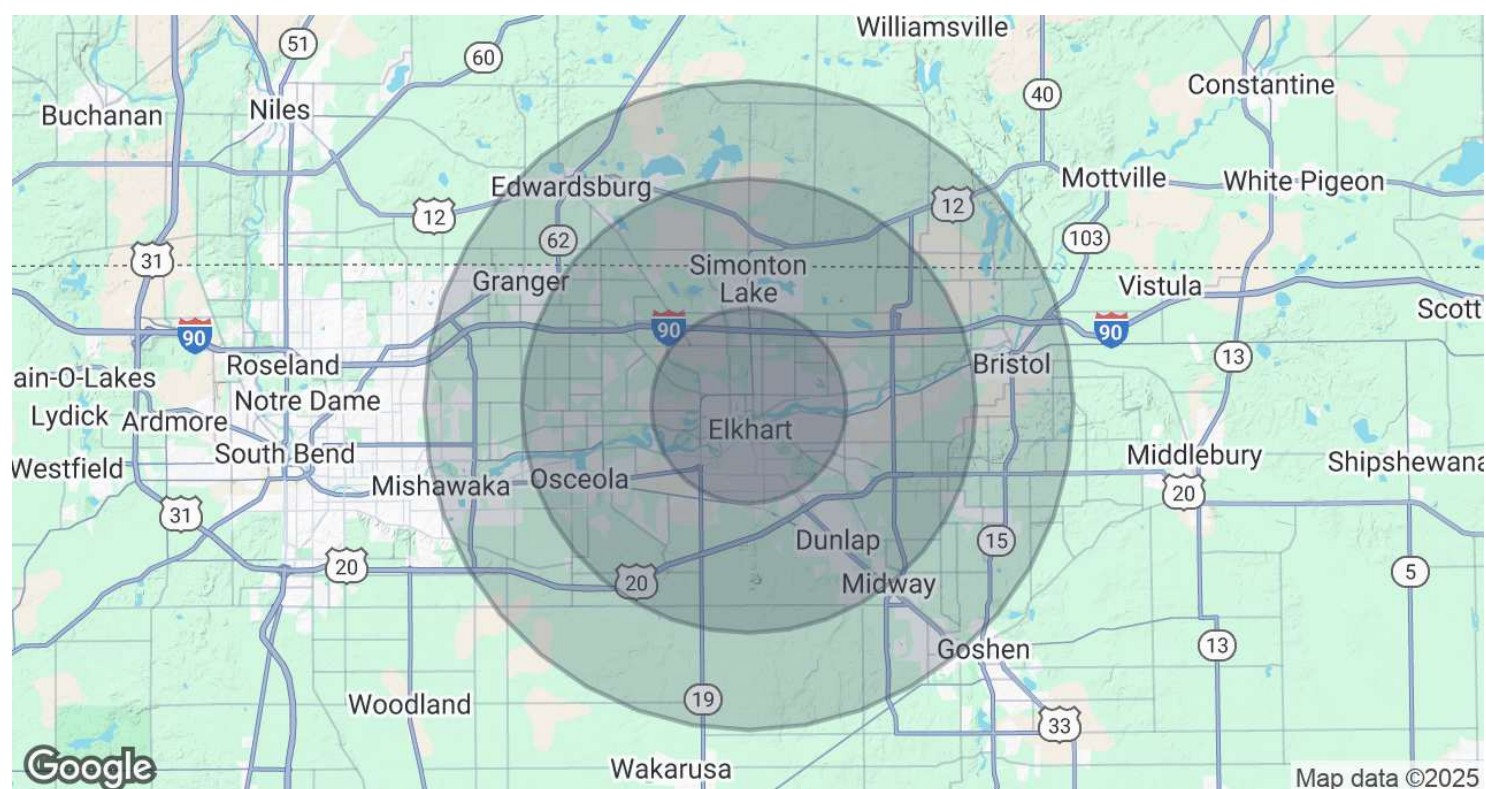 Williamsville
51
60
Constantine
40
Buchanan
Niles
Edwardsburg
Mottville
White Pigeon
12
12
62
103
31
Simonton
Lake
Granger
Vistula
Scott
90
90
90
13
Roseland
Bristol
ain-O-Lakes
Notre Dame
Lydick
Ardmore
Elkhart
South Bend
Middlebury
Westfield
Shipshewana
Mishawaka
Osceola
20
31
Dunlap
15
20
5
20
Midway
Goshen
13
Woodland
19
33
Google
Wakarusa
Map data ©2025